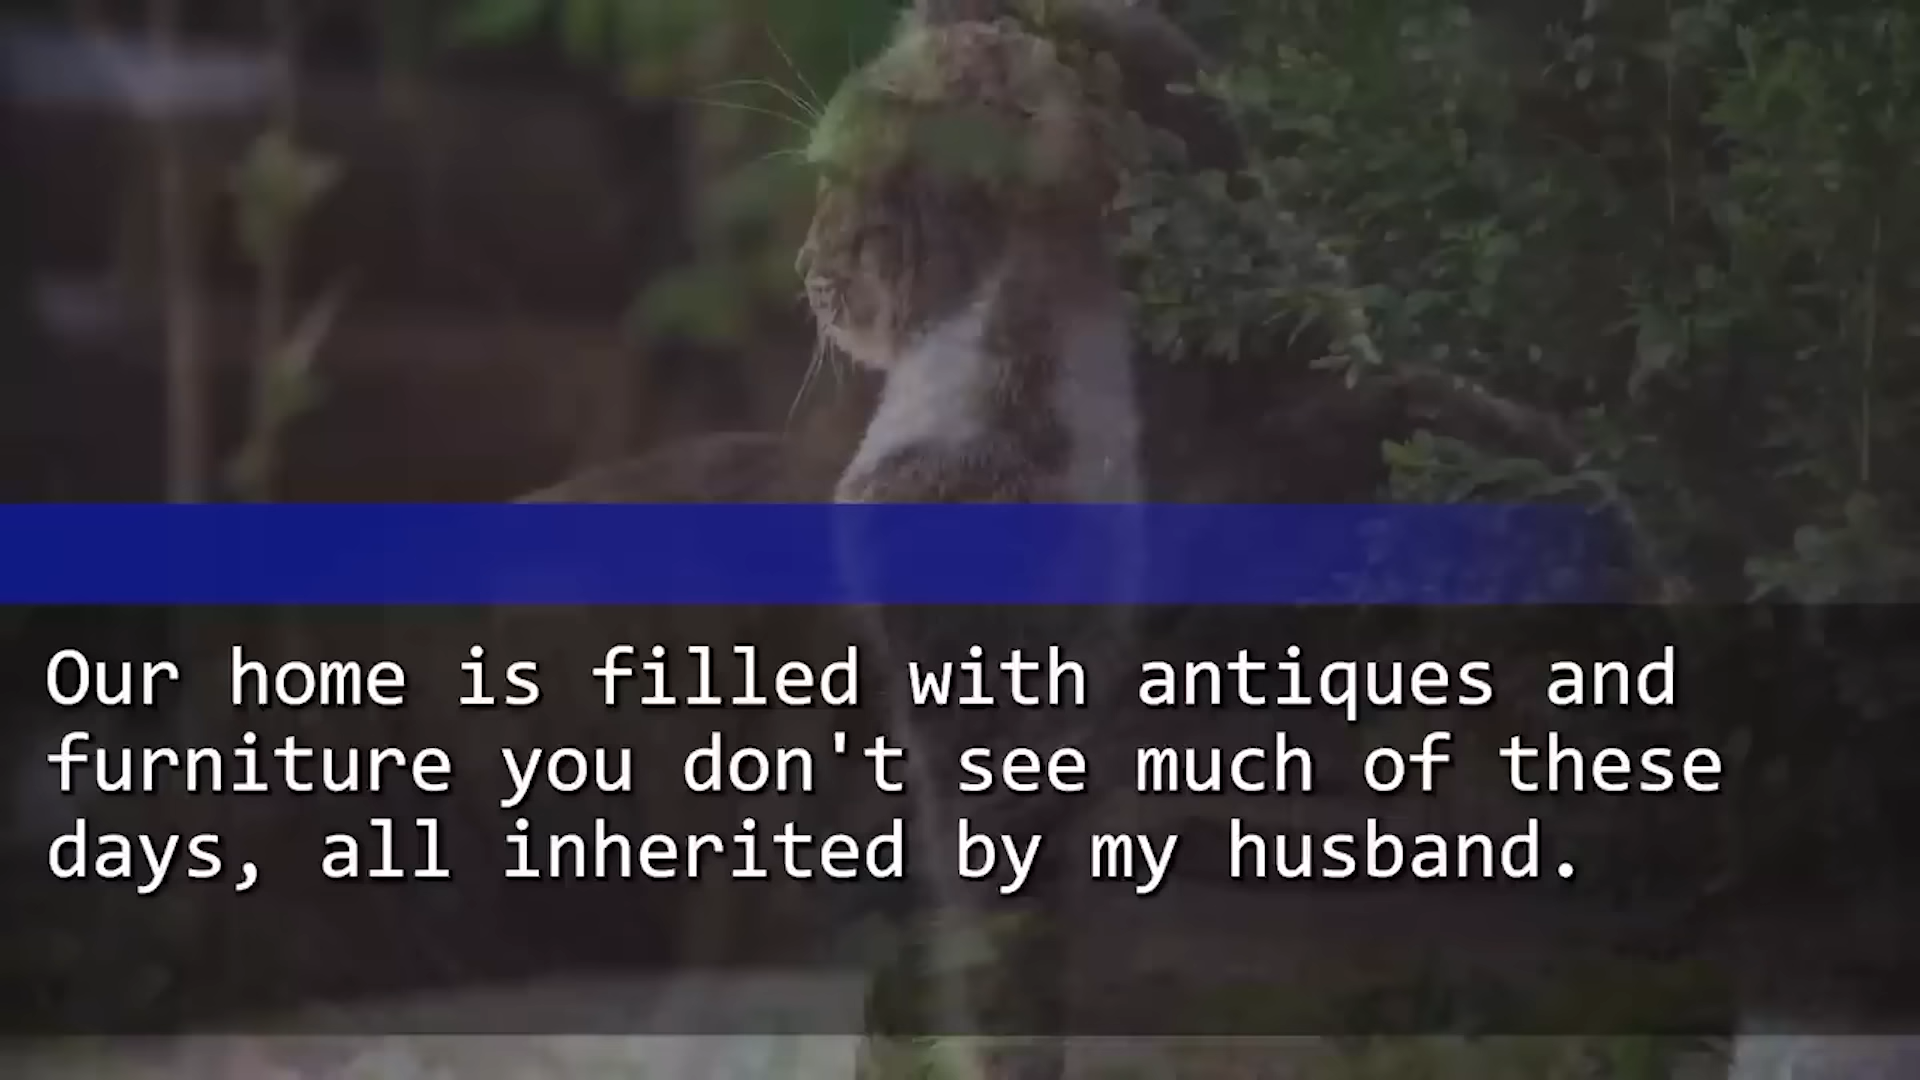 Our home is filled with antiques and
furniture you don't see much of these
days, all inherited by my husband.